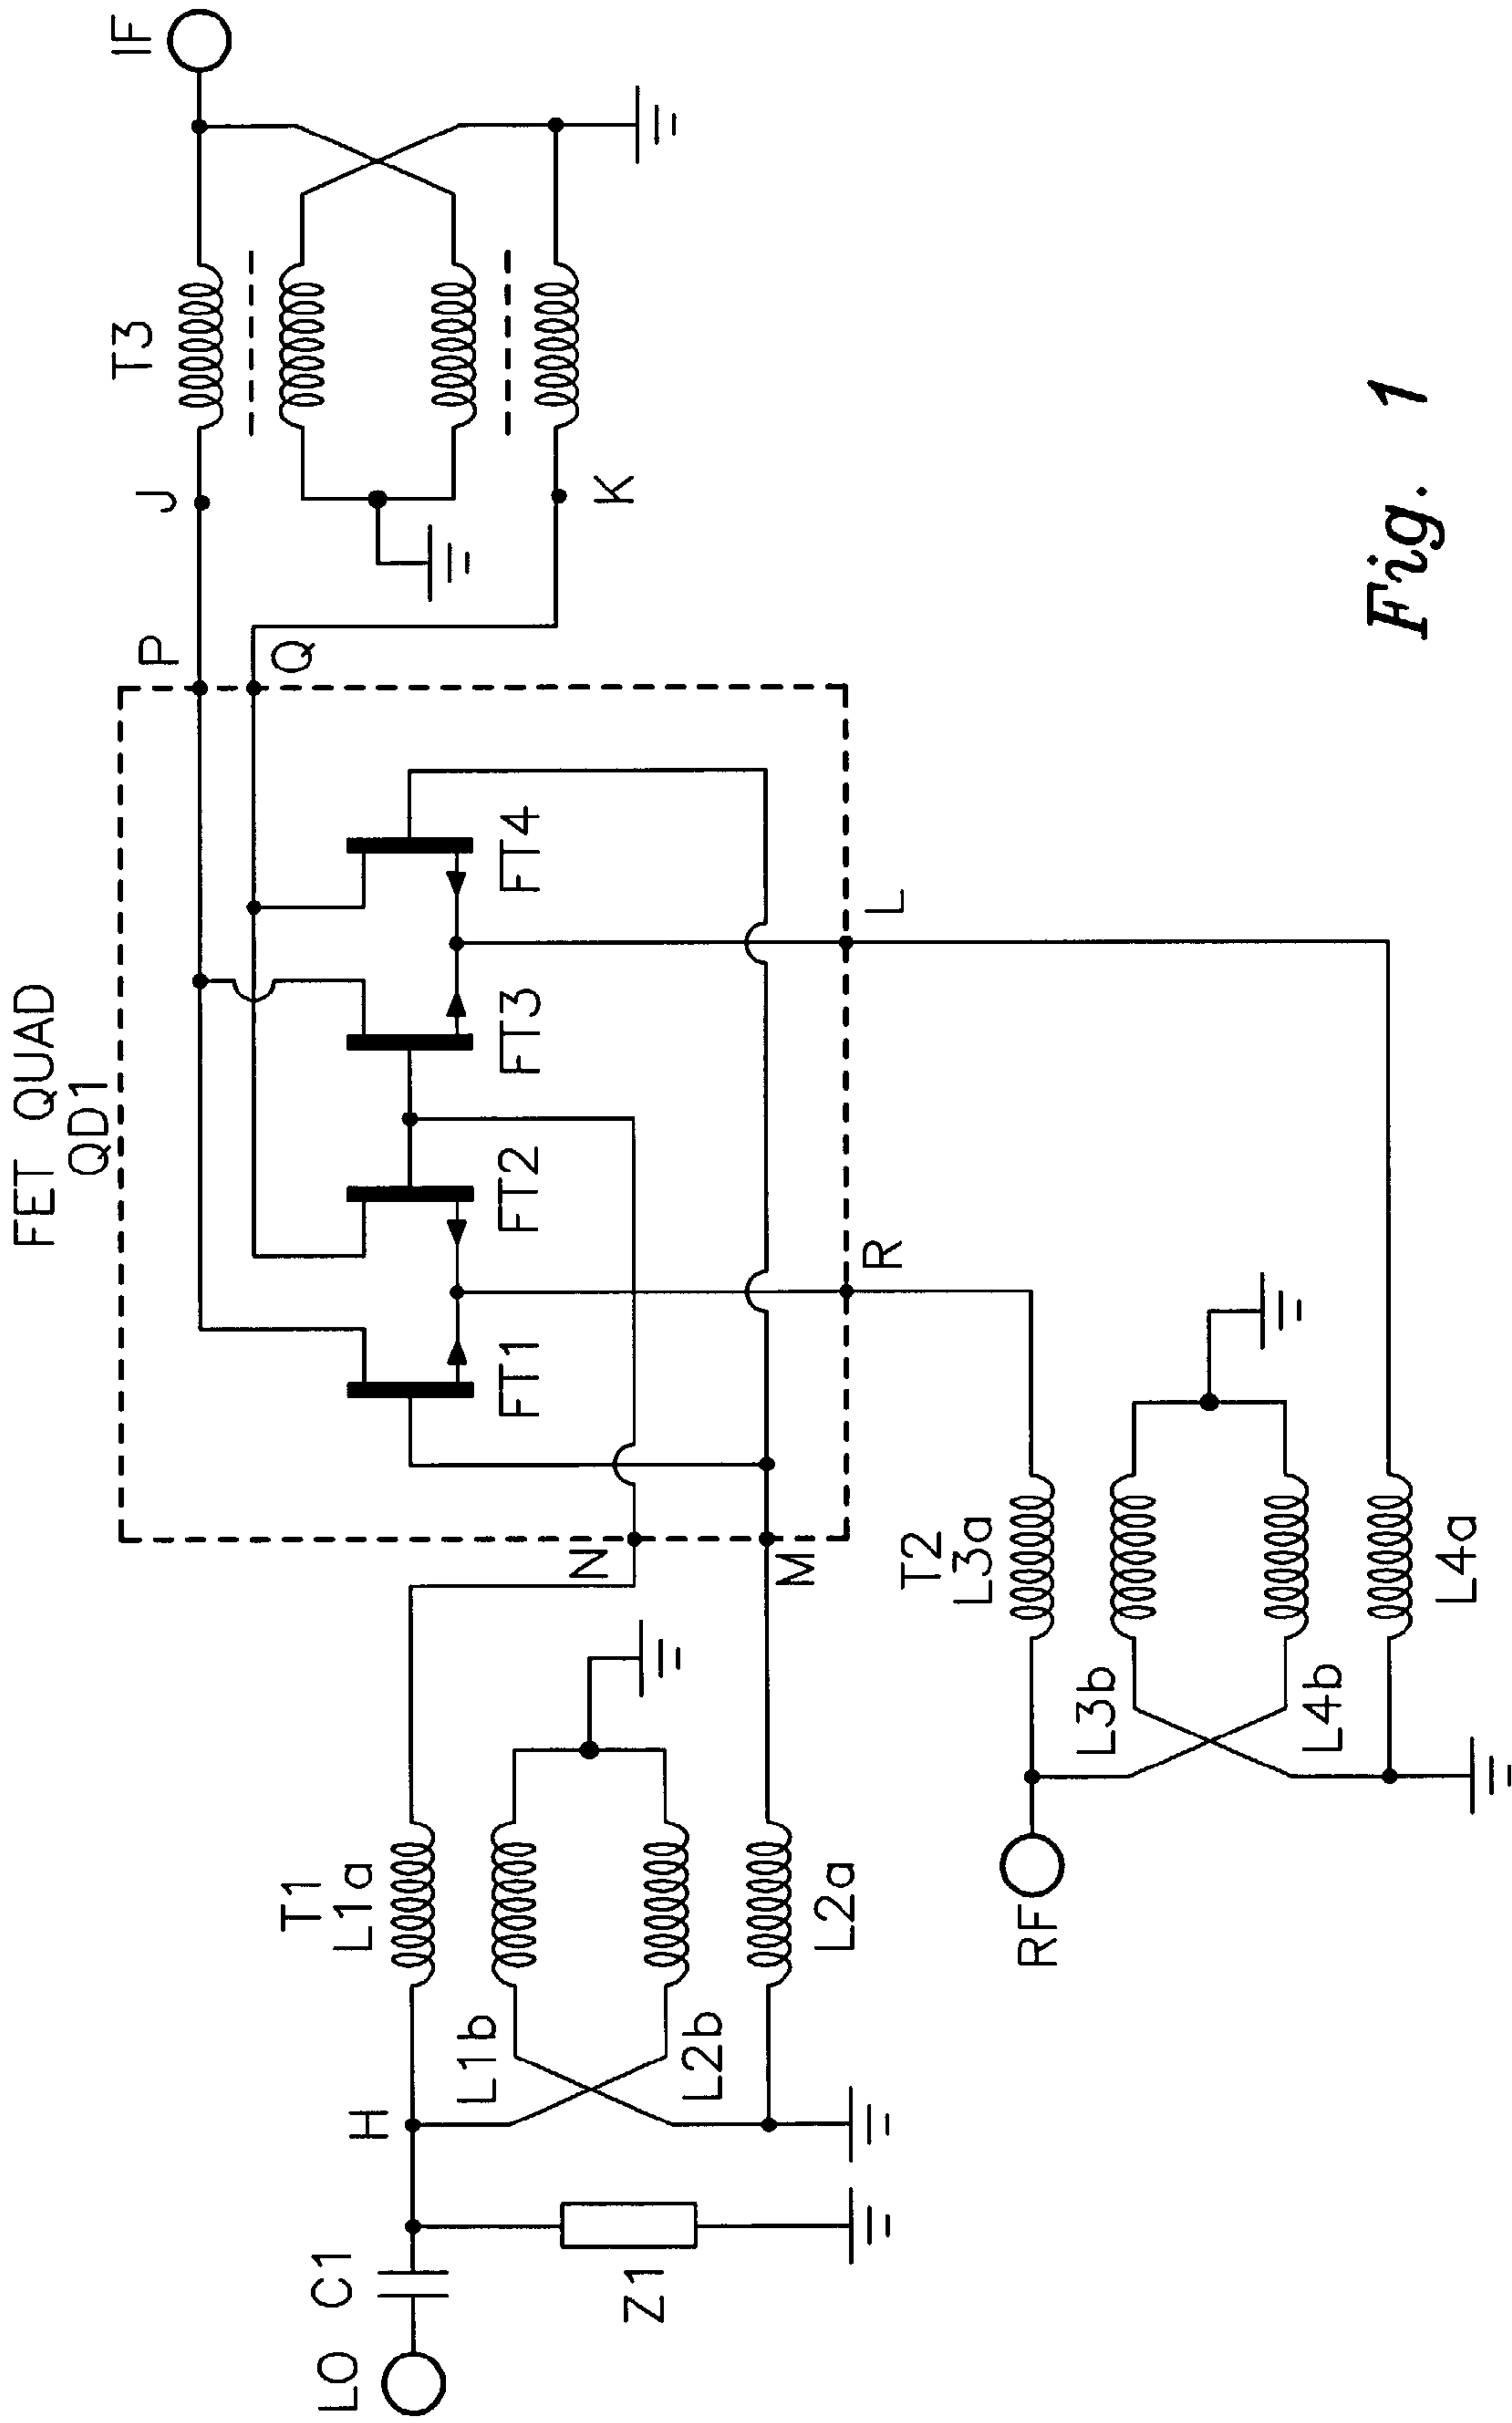 FET QUAD
QD1
P
J
T3
IF
Q
K
FT1
FT2
FT3
FT4
N
M
R
L
LO
C1
Z1
H
T1
L1a
L1b
L2b
L2a
RF
T2
L3a
L3b
L4b
L4a
Fig. 1